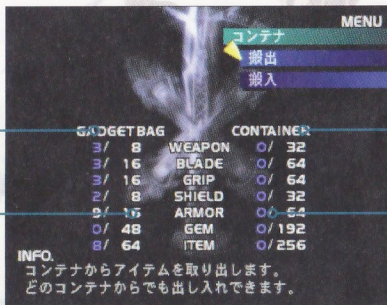 MENU
コンテナ
搬出
搬入
GADGET BAG CONTAINER
3/ 8 WEAPON 0/ 32
3/ 16 BLADE 0/ 64
3/ 16 GRIP 0/ 64
2/ 8 SHIELD 0/ 32
ARMOR 0/ 64
0/ 48 GEM 0/192
8/ 64 ITEM 0/256
INFO.
コンテナからアイテムを取り出します。
どのコンテナからでも出し入れできます。